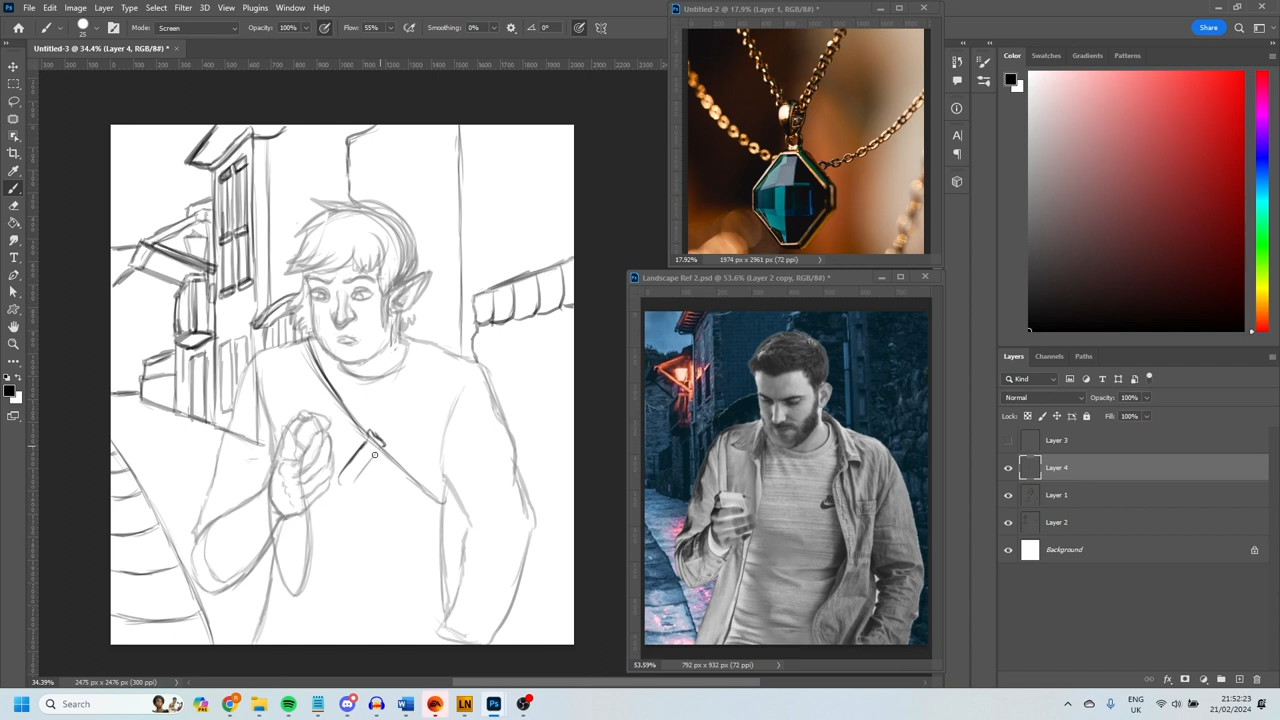 File Edit Image Layer Type Select Filter 3D View Plugins Window Help
Mode: Screen Opacity: 100% Flow: 55% Smoothing: 0% 0°
Share
Untitled-3 @ 34.4% (Layer 4, RGB/8#) *
Untitled-2 @ 17.9% (Layer 1, RGB/8#) *
17.92% 1974 px x 2961 px (72 ppi)
Landscape Ref 2.psd @ 53.6% (Layer 2 copy, RGB/8#) *
53.59% 792 px x 932 px (72 ppi)
Color Swatches Gradients Patterns
Layers Channels Paths
Kind
Normal Opacity: 100%
Lock: Fill: 100%
Layer 3
Layer 4
Layer 1
Layer 2
Background
34.39% 2475 px x 2476 px (300 ppi)
Search
ENG
UK
21:52:23
21/02/2024